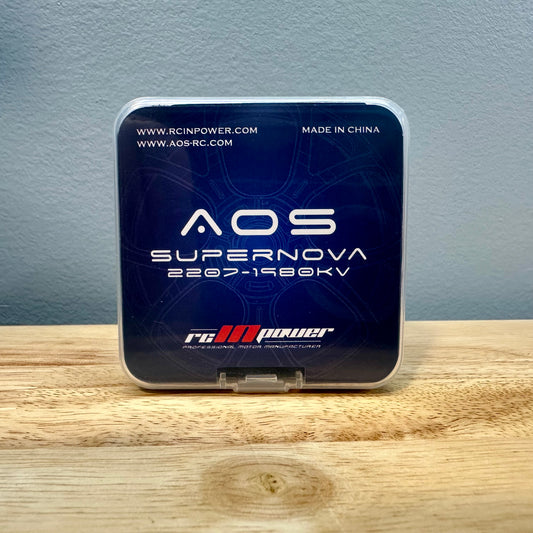 WWW.RCINPOWER.COM
MADE IN CHINA
WWW.AOS-RC.COM
AOS
SUPERNOVA
2207-1980KV
rcINpower
PROFESSIONAL MOTOR MANUFACTURER